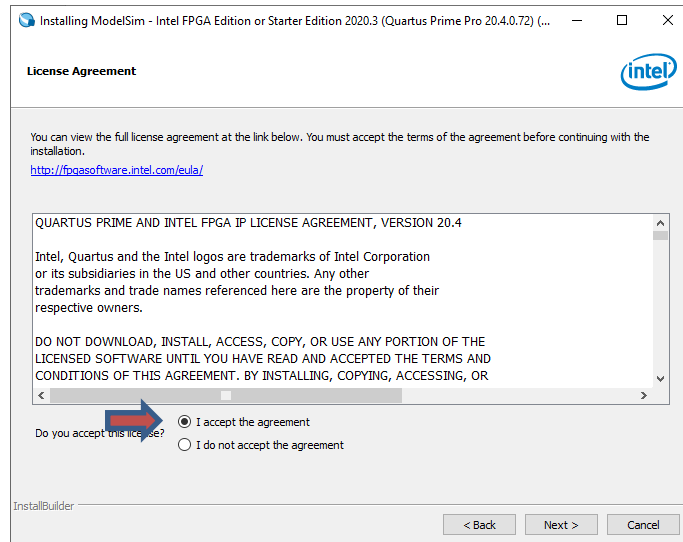 Installing ModelSim - Intel FPGA Edition or Starter Edition 2020.3 (Quartus Prime Pro 20.4.0.72) (...
License Agreement
intel
You can view the full license agreement at the link below. You must accept the terms of the agreement before continuing with the
installation.
http://fpgasoftware.intel.com/eula/
QUARTUS PRIME AND INTEL FPGA IP LICENSE AGREEMENT, VERSION 20.4
Intel, Quartus and the Intel logos are trademarks of Intel Corporation
or its subsidiaries in the US and other countries. Any other
trademarks and trade names referenced here are the property of their
respective owners.
DO NOT DOWNLOAD, INSTALL, ACCESS, COPY, OR USE ANY PORTION OF THE
LICENSED SOFTWARE UNTIL YOU HAVE READ AND ACCEPTED THE TERMS AND
CONDITIONS OF THIS AGREEMENT. BY INSTALLING, COPYING, ACCESSING, OR
I accept the agreement
Do you accept this license?
I do not accept the agreement
InstallBuilder
< Back
Next >
Cancel